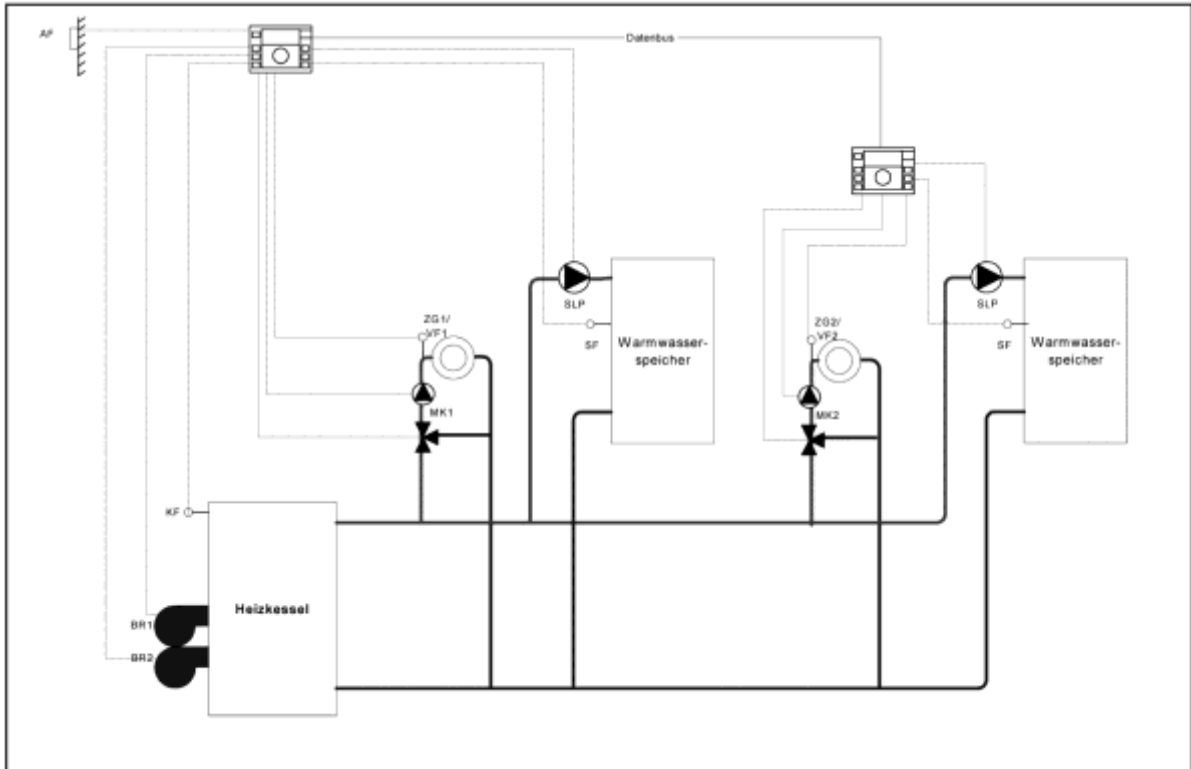 AF
Datenbus
SLP
SLP
ZG1/
VF1
SF
Warmwasser-
speicher
ZG2/
VF2
SF
Warmwasser-
speicher
MK1
MK2
KF
Heizkessel
BR1
BR2